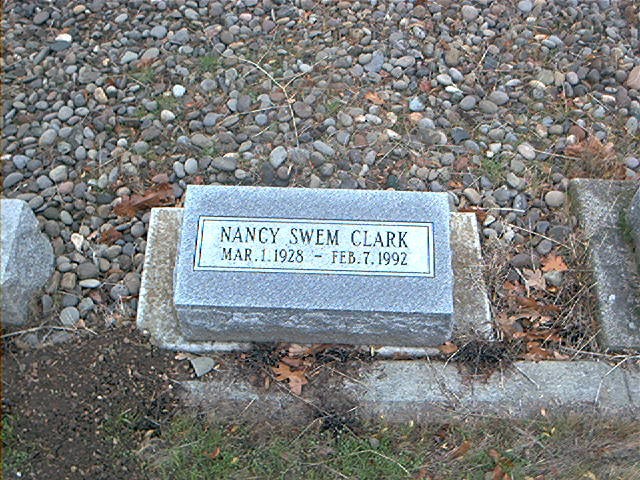 NANCY SWEM CLARK
MAR. 1. 1928 – FEB. 7. 1992